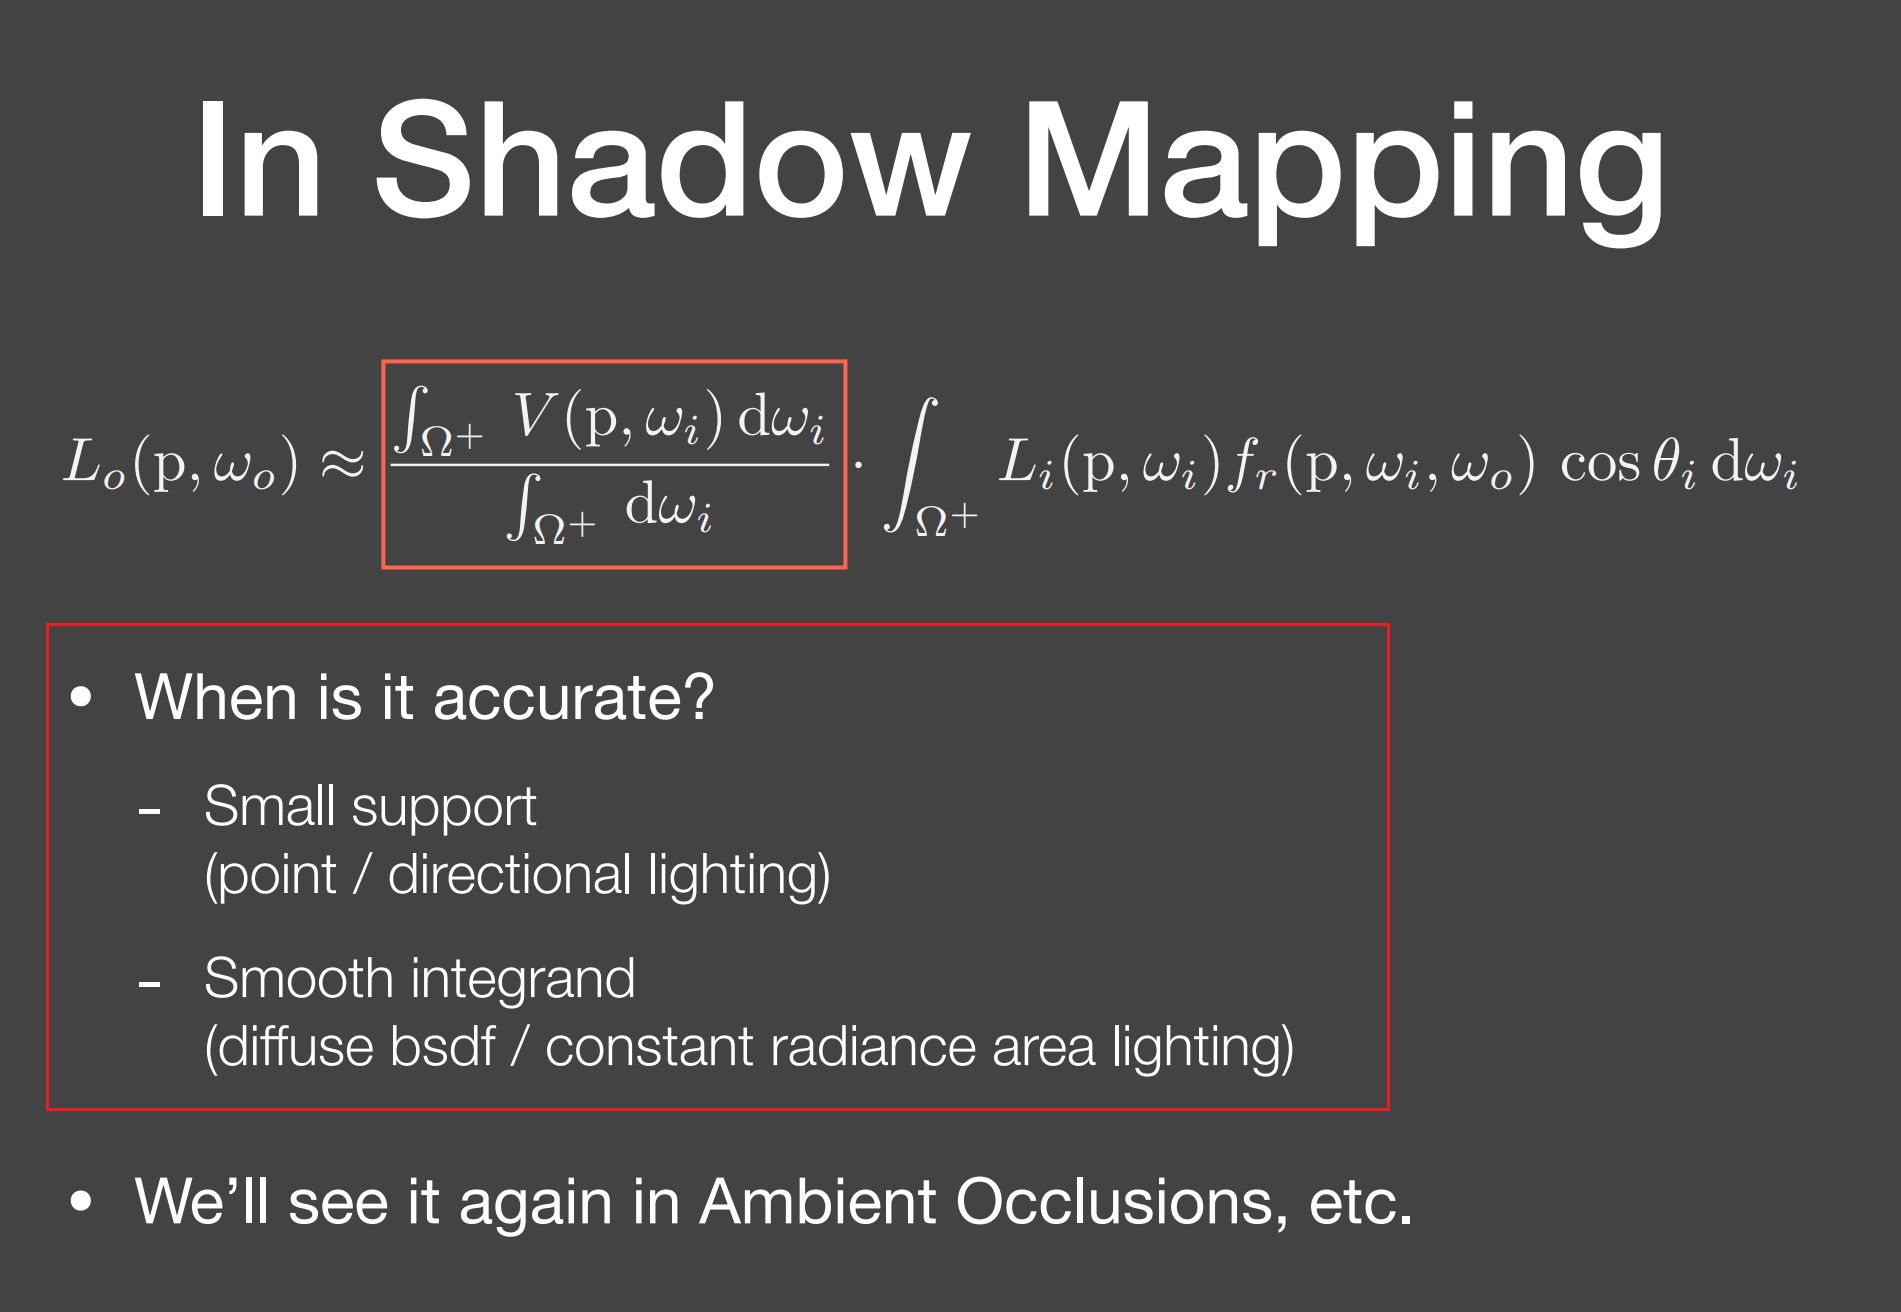 In Shadow Mapping
$L_o(\mathrm{p}, \omega_o) \approx \frac{\int_{\Omega^+} V(\mathrm{p}, \omega_i) \, \mathrm{d}\omega_i}{\int_{\Omega^+} \mathrm{d}\omega_i} \cdot \int_{\Omega^+} L_i(\mathrm{p}, \omega_i) f_r(\mathrm{p}, \omega_i, \omega_o) \cos\theta_i \, \mathrm{d}\omega_i$
• When is it accurate?
- Small support
(point / directional lighting)
- Smooth integrand
(diffuse bsdf / constant radiance area lighting)
• We’ll see it again in Ambient Occlusions, etc.